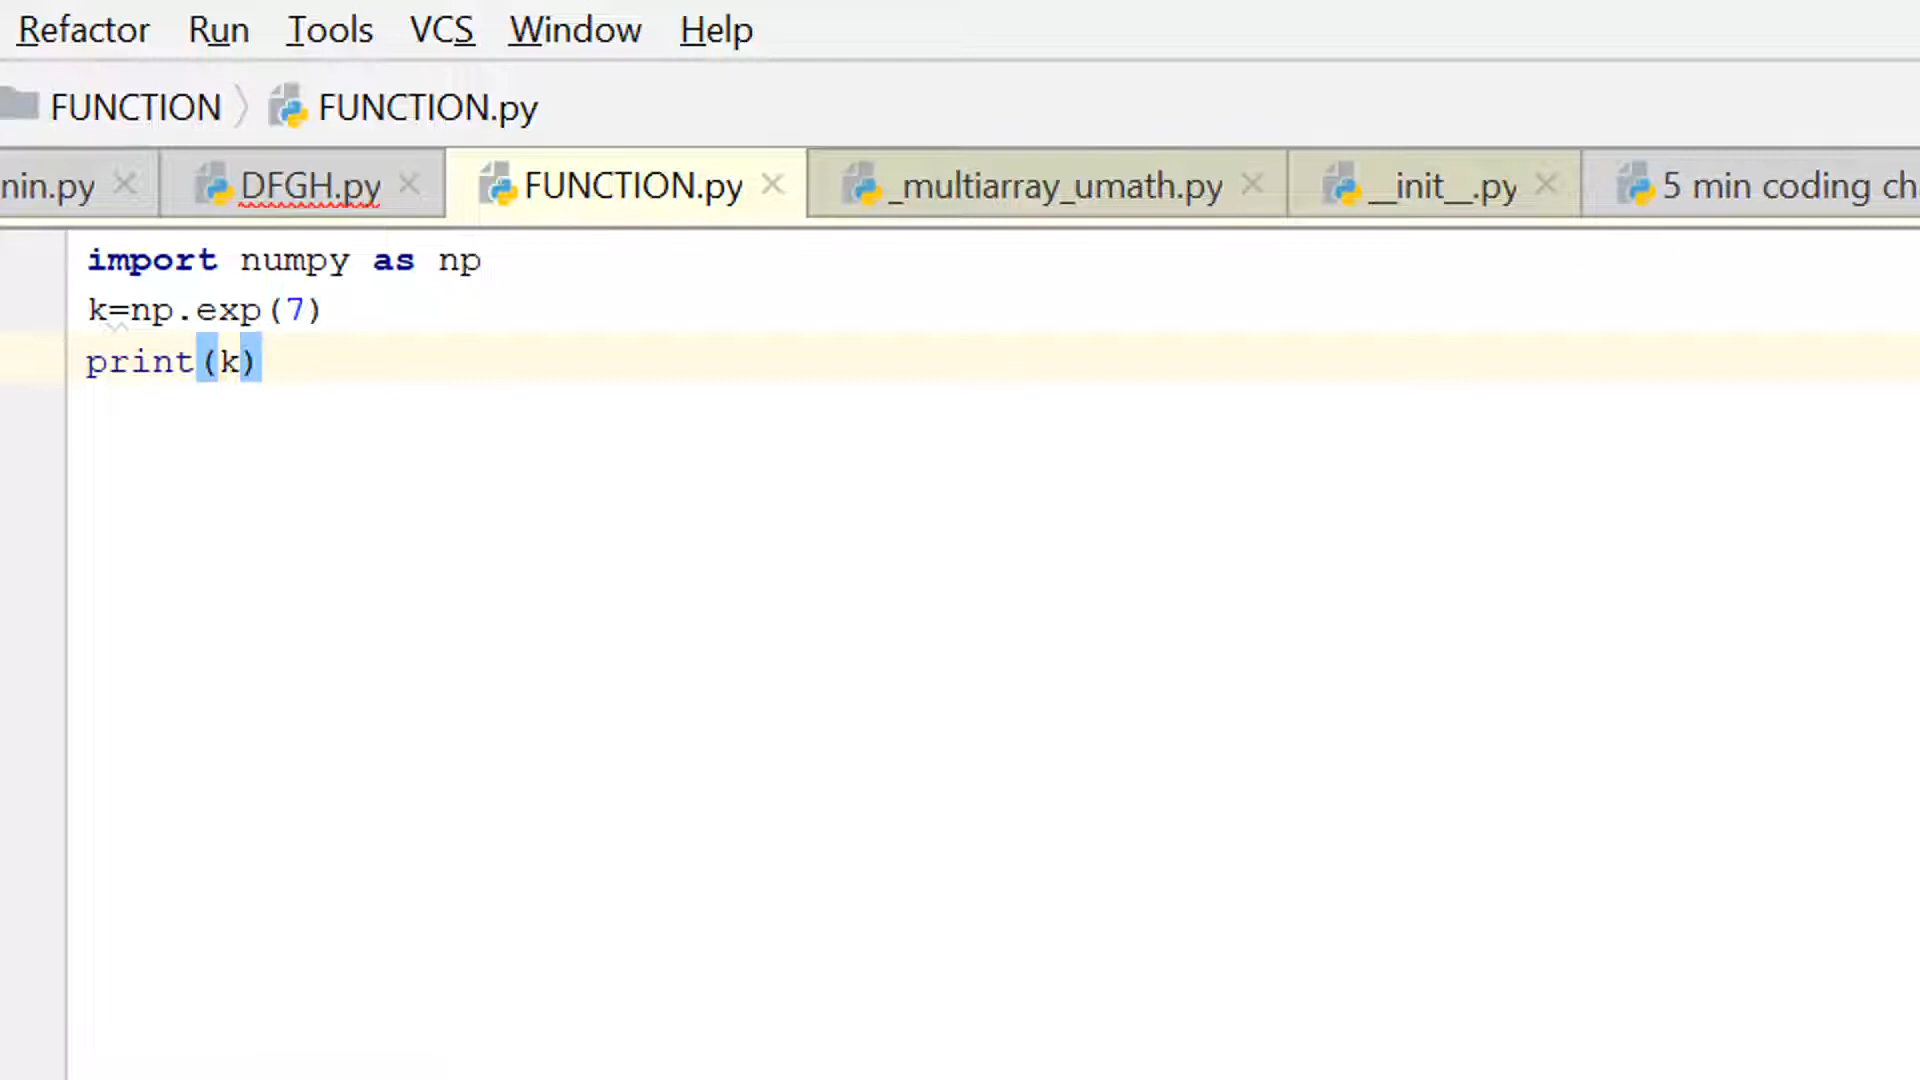 Refactor Run Tools VCS Window Help
FUNCTION FUNCTION.py
nin.py DFGH.py FUNCTION.py _multiarray_umath.py __init__.py 5 min coding ch
import numpy as np
k=np.exp(7)
print(k)